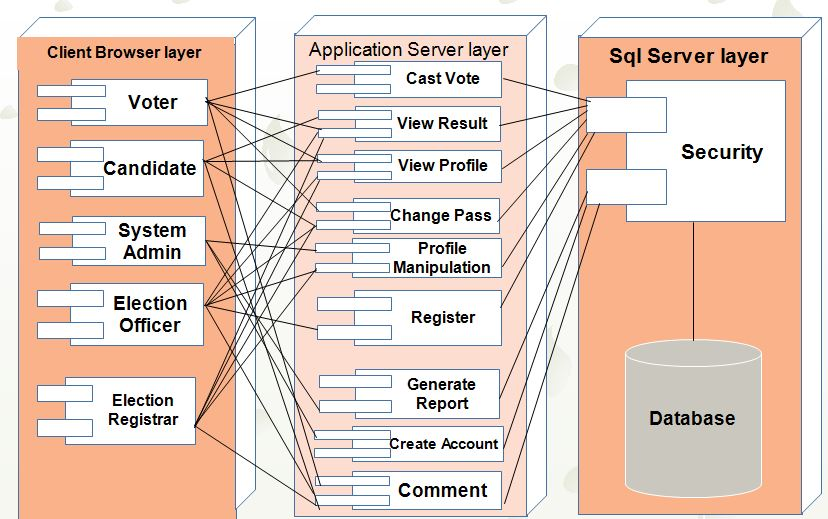 Client Browser layer
Voter
Candidate
System
Admin
Election
Officer
Election
Registrar
Application Server layer
Cast Vote
View Result
View Profile
Change Pass
Profile
Manipulation
Register
Generate
Report
Create Account
Comment
Sql Server layer
Security
Database